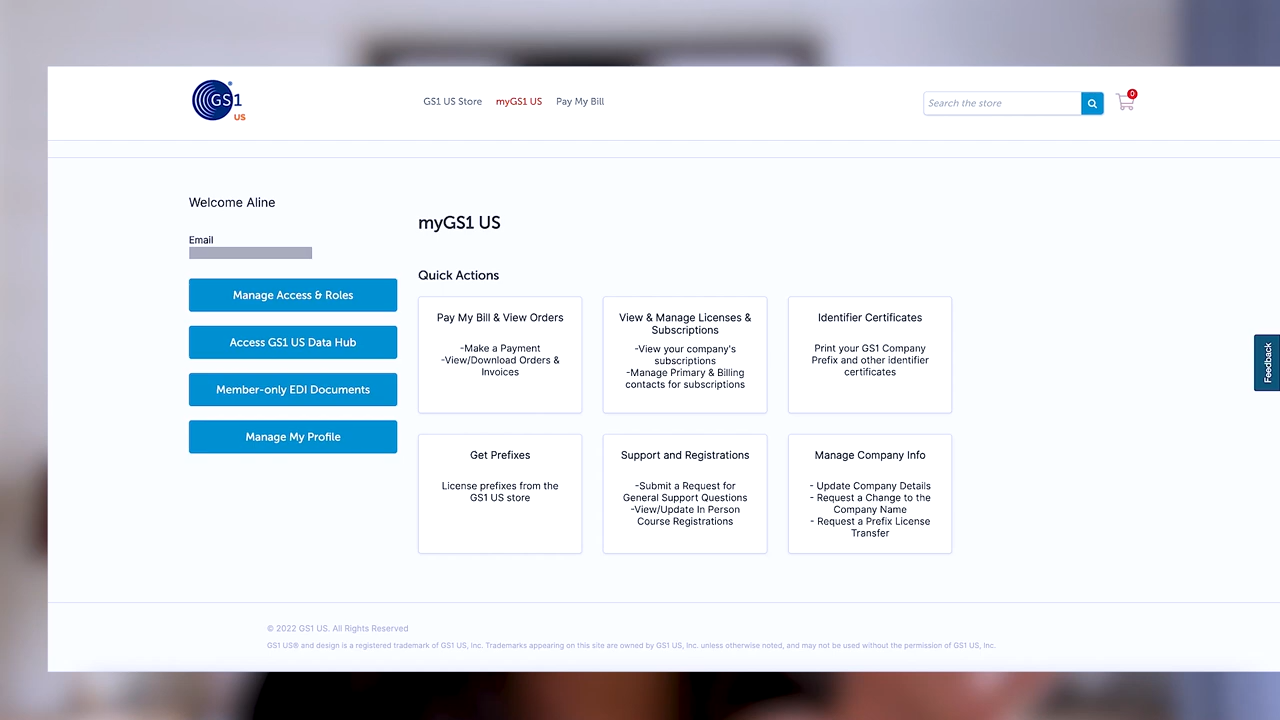 GS1 US
GS1 US Store
myGS1 US
Pay My Bill
Search the store
0
Welcome Aline
Email
Manage Access & Roles
Access GS1 US Data Hub
Member-only EDI Documents
Manage My Profile
myGS1 US
Quick Actions
Pay My Bill & View Orders
-Make a Payment
-View/Download Orders &
Invoices
View & Manage Licenses &
Subscriptions
-View your company's
subscriptions
-Manage Primary & Billing
contacts for subscriptions
Identifier Certificates
Print your GS1 Company
Prefix and other identifier
certificates
Get Prefixes
License prefixes from the
GS1 US store
Support and Registrations
-Submit a Request for
General Support Questions
-View/Update In Person
Course Registrations
Manage Company Info
- Update Company Details
- Request a Change to the
Company Name
- Request a Prefix License
Transfer
Feedback
© 2022 GS1 US. All Rights Reserved
GS1 US® and design is a registered trademark of GS1 US, Inc. Trademarks appearing on this site are owned by GS1 US, Inc. unless otherwise noted, and may not be used without the permission of GS1 US, Inc.